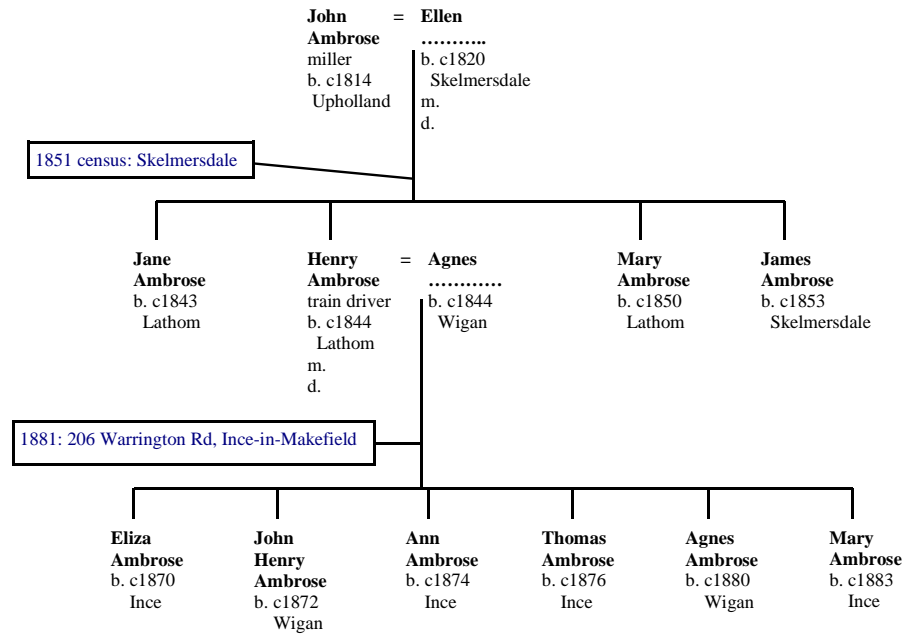 John = Ellen
Ambrose ………..
miller b. c1820
b. c1814 Skelmersdale
Upholland m.
d.
1851 census: Skelmersdale
Jane Henry = Agnes Mary James
Ambrose Ambrose ………… Ambrose Ambrose
b. c1843 train driver b. c1844 b. c1850 b. c1853
Lathom b. c1844 Wigan Lathom Skelmersdale
Lathom
m.
d.
1881: 206 Warrington Rd, Ince-in-Makefield
Eliza John Ann Thomas Agnes Mary
Ambrose Henry Ambrose Ambrose Ambrose Ambrose
b. c1870 Ambrose b. c1874 b. c1876 b. c1880 b. c1883
Ince b. c1872 Ince Ince Wigan Ince
Wigan